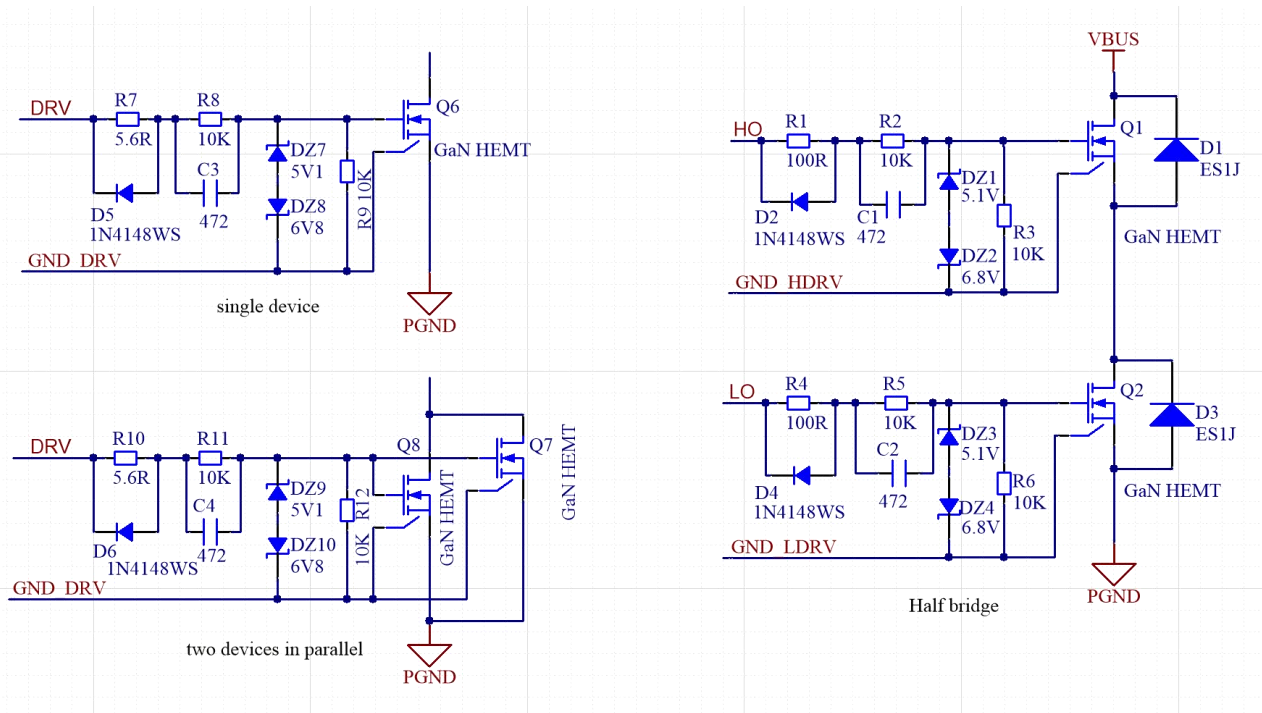 DRV
R7
5.6R
D5
1N4148WS
R8
10K
C3
472
DZ7
5V1
DZ8
6V8
R9 10K
Q6
GaN HEMT
GND DRV
PGND
single device
DRV
R10
5.6R
D6
1N4148WS
R11
10K
C4
472
DZ9
5V1
DZ10
6V8
R12
10K
Q8
GaN HEMT
Q7
GaN HEMT
GND DRV
PGND
two devices in parallel
VBUS
HO
R1
100R
D2
1N4148WS
R2
10K
C1
472
DZ1
5.1V
DZ2
6.8V
R3
10K
Q1
GaN HEMT
D1
ES1J
GND HDRV
LO
R4
100R
D4
1N4148WS
R5
10K
C2
472
DZ3
5.1V
DZ4
6.8V
R6
10K
Q2
GaN HEMT
D3
ES1J
GND LDRV
PGND
Half bridge